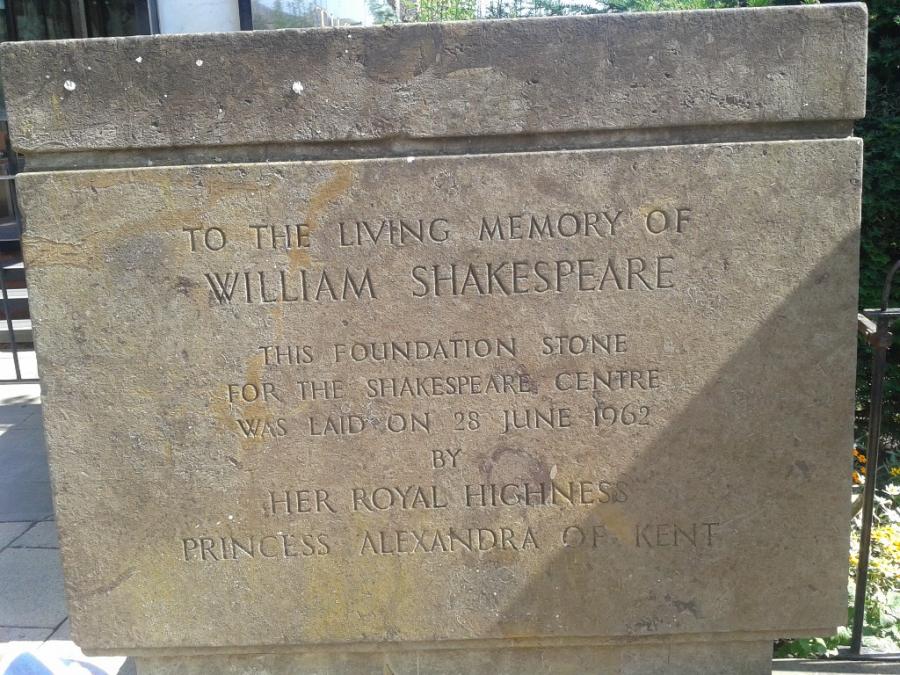 TO THE LIVING MEMORY OF
WILLIAM SHAKESPEARE
THIS FOUNDATION STONE
FOR THE SHAKESPEARE CENTRE
WAS LAID ON 28 JUNE 1962
BY
HER ROYAL HIGHNESS
PRINCESS ALEXANDRA OF KENT